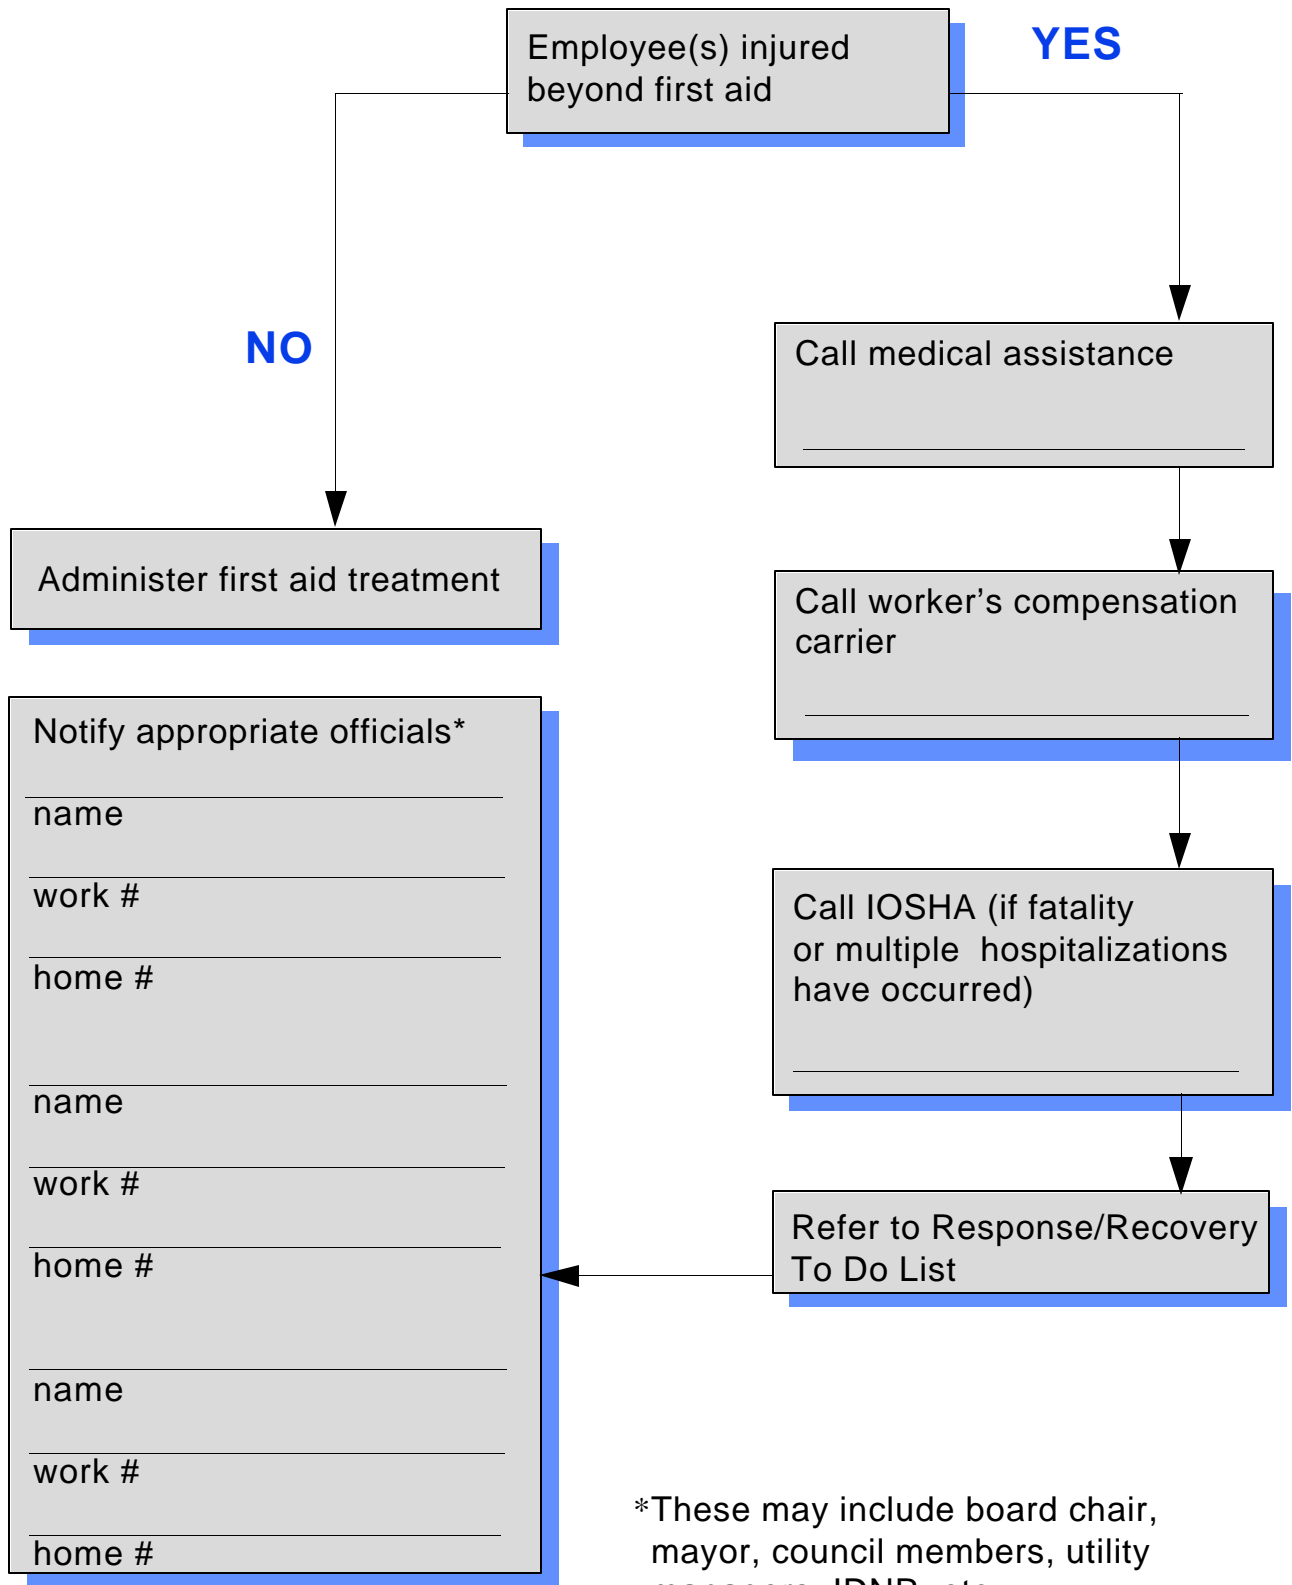 Employee(s) injured
beyond first aid
YES
NO
Call medical assistance
Administer first aid treatment
Call worker’s compensation
carrier
Notify appropriate officials*
name
work #
home #
name
work #
home #
name
work #
home #
Call IOSHA (if fatality
or multiple hospitalizations
have occurred)
Refer to Response/Recovery
To Do List
*These may include board chair,
mayor, council members, utility